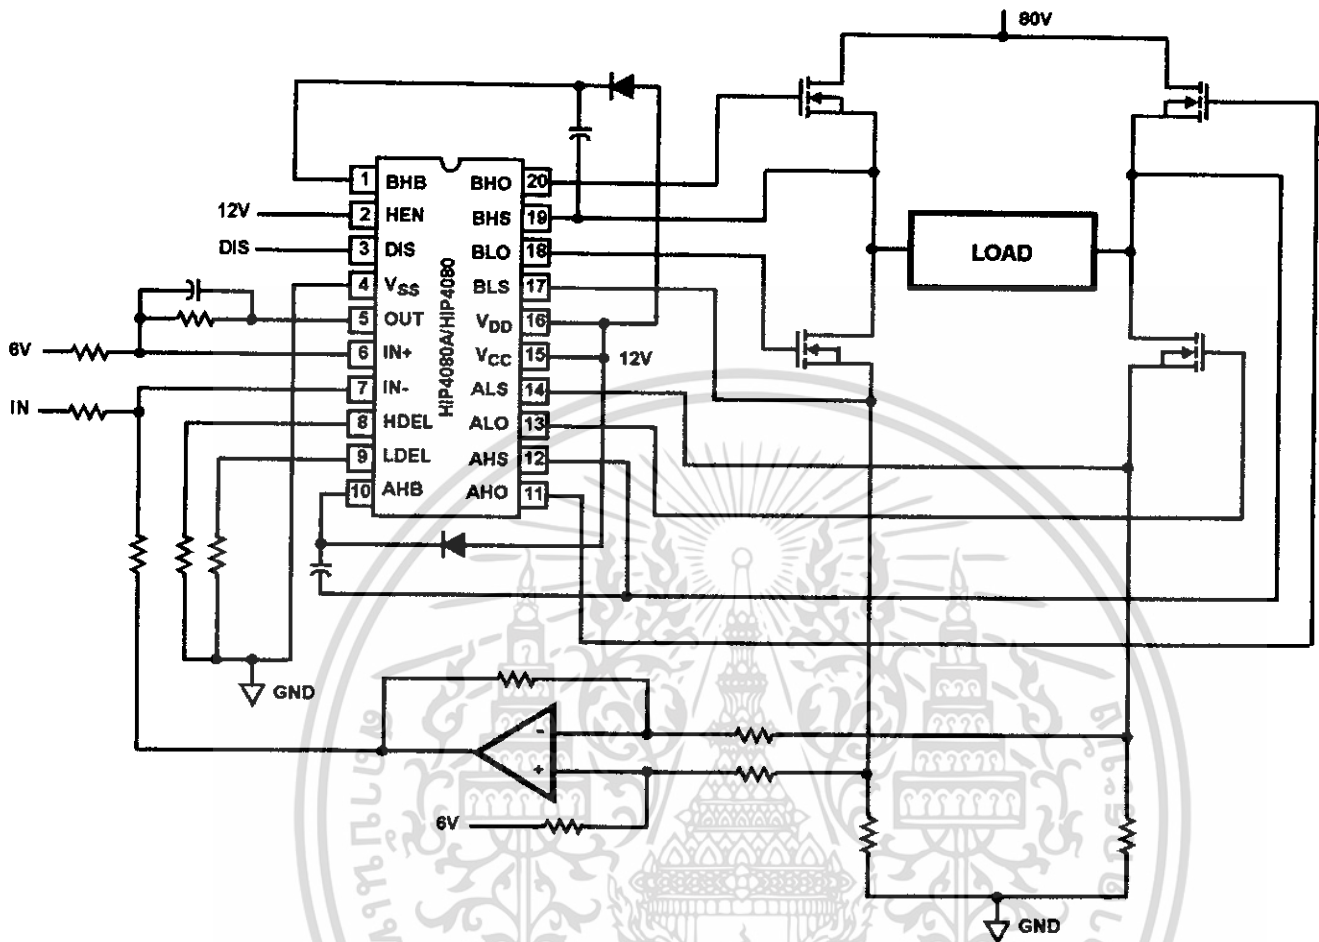 80V
1 BHB BHO 20
12V 2 HEN BHS 19
DIS 3 DIS BLO 18
4 VSS BLS 17
5 OUT VDD 16
6V 6 IN+ VCC 15 12V
IN 7 IN- ALS 14
8 HDEL ALO 13
9 LDEL AHS 12
10 AHB AHO 11
HIP4080A/HIP4080
LOAD
GND
-
+
6V
GND